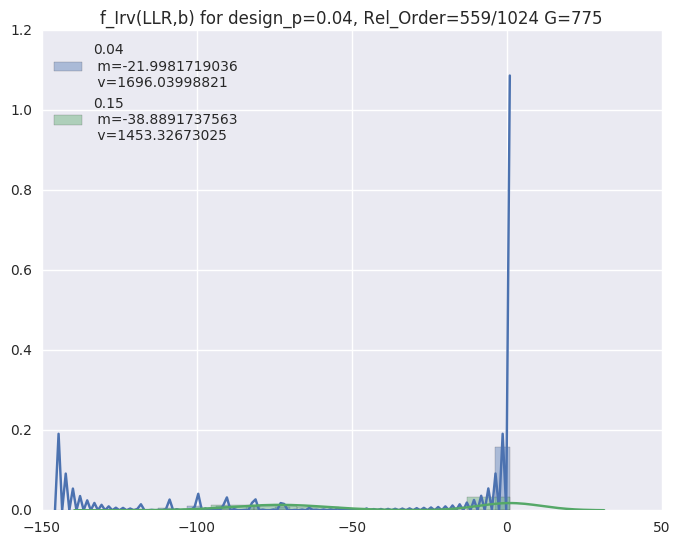 f_Irv(LLR,b) for design_p=0.04, Rel_Order=559/1024 G=775
1.2
0.04
m=-21.9981719036
v=1696.03998821
0.15
m=-38.8891737563
v=1453.32673025
1.0
0.8
0.6
0.4
0.2
0.0
−150
−100
−50
0
50